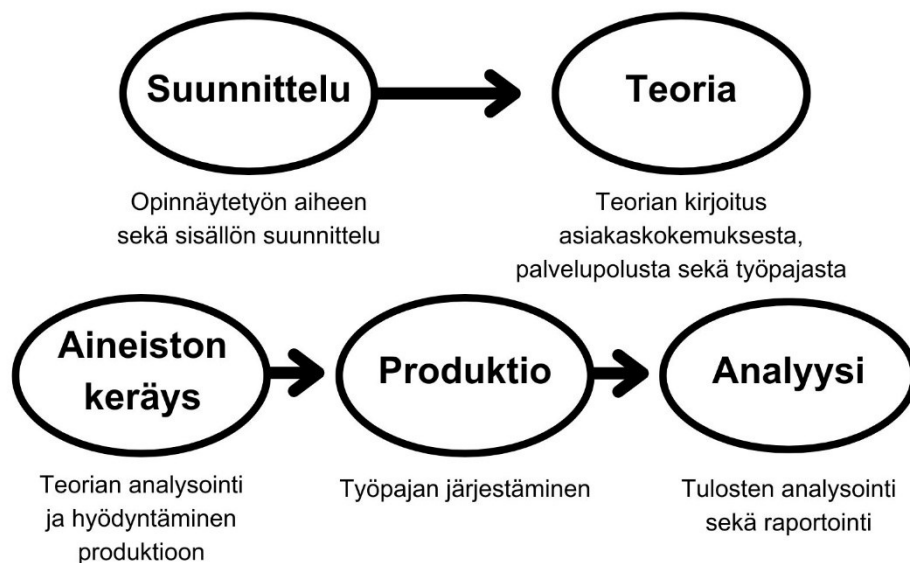 Suunnittelu
Teoria
Opinnäytetyön aiheen
sekä sisällön suunnittelu
Teorian kirjoitus
asiakaskokemuksesta,
palvelupolusta sekä työpajasta
Aineiston
keräys
Produktio
Analyysi
Teorian analysointi
ja hyödyntäminen
produktioon
Työpajan järjestäminen
Tulosten analysointi
sekä raportointi